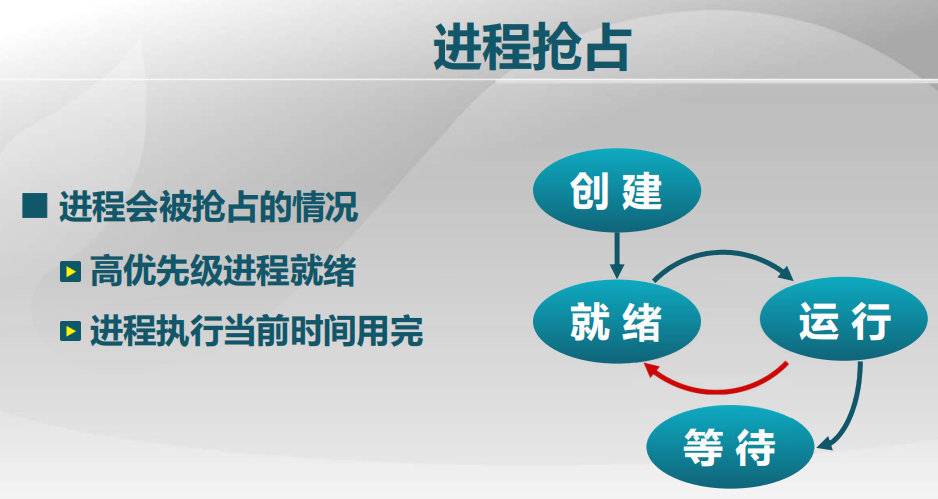 进程抢占
进程会被抢占的情况
高优先级进程就绪
进程执行当前时间用完
创建
就绪
运行
等待